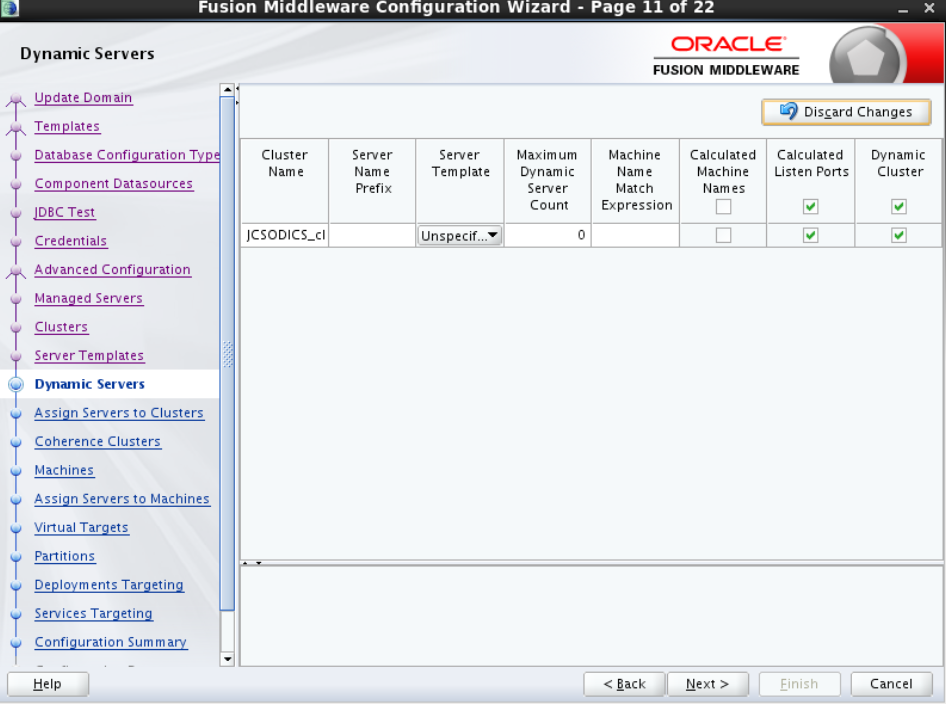 Fusion Middleware Configuration Wizard - Page 11 of 22
Dynamic Servers
ORACLE
FUSION MIDDLEWARE
Update Domain
Templates
Database Configuration Type
Component Datasources
JDBC Test
Credentials
Advanced Configuration
Managed Servers
Clusters
Server Templates
Dynamic Servers
Assign Servers to Clusters
Coherence Clusters
Machines
Assign Servers to Machines
Virtual Targets
Partitions
Deployments Targeting
Services Targeting
Configuration Summary
Discard Changes
Cluster Name
Server Name Prefix
Server Template
Maximum Dynamic Server Count
Machine Name Match Expression
Calculated Machine Names
Calculated Listen Ports
Dynamic Cluster
JCSODICS_cl
Unspecif...
0
Help
< Back
Next >
Finish
Cancel